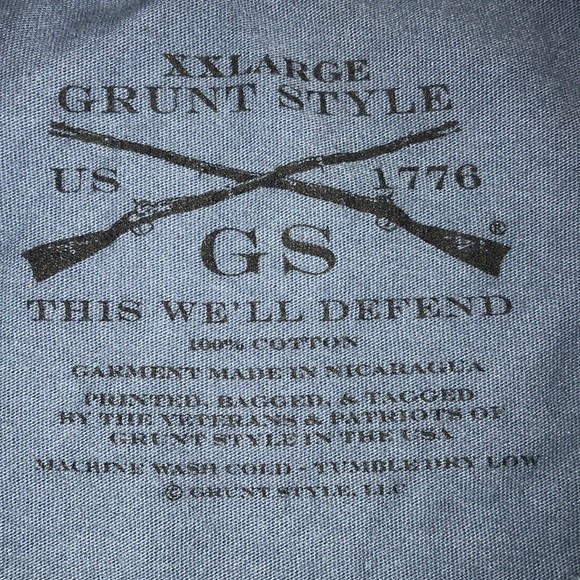 XXLARGE
GRUNT STYLE
US 1776
GS ®
THIS WE'LL DEFEND
100% COTTON
GARMENT MADE IN NICARAGUA
PRINTED, BAGGED, & TAGGED
BY THE VETERANS & PATRIOTS OF
GRUNT STYLE IN THE USA
MACHINE WASH COLD - TUMBLE DRY LOW
© GRUNT STYLE, LLC